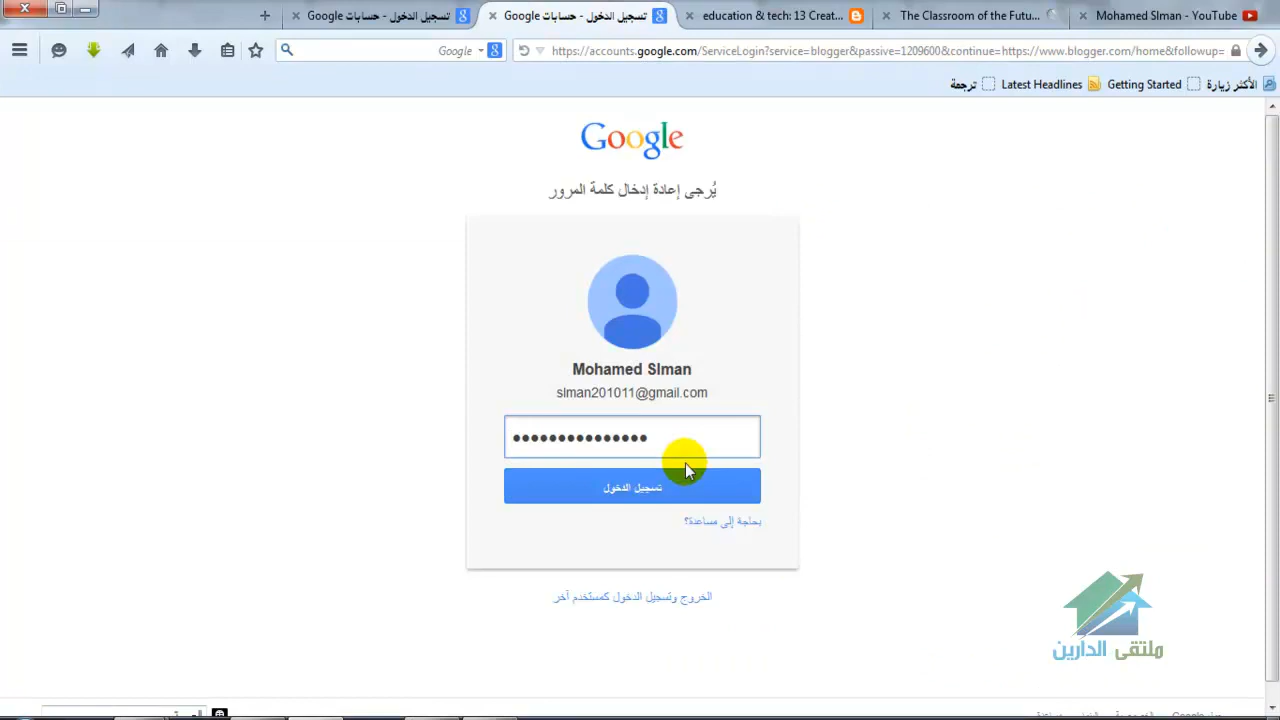 تسجيل الدخول - حسابات Google
تسجيل الدخول - حسابات Google
education & tech: 13 Creat...
The Classroom of the Futu...
Mohamed Slman - YouTube
Google
https://accounts.google.com/ServiceLogin?service=blogger&passive=1209600&continue=https://www.blogger.com/home&followup=
الأكثر زيارة
Getting Started
Latest Headlines
ترجمة
Google
يُرجى إعادة إدخال كلمة المرور
Mohamed Slman
slman201011@gmail.com
تسجيل الدخول
بحاجة إلى مساعدة؟
الخروج وتسجيل الدخول كمستخدم آخر
ملتقى الدارين